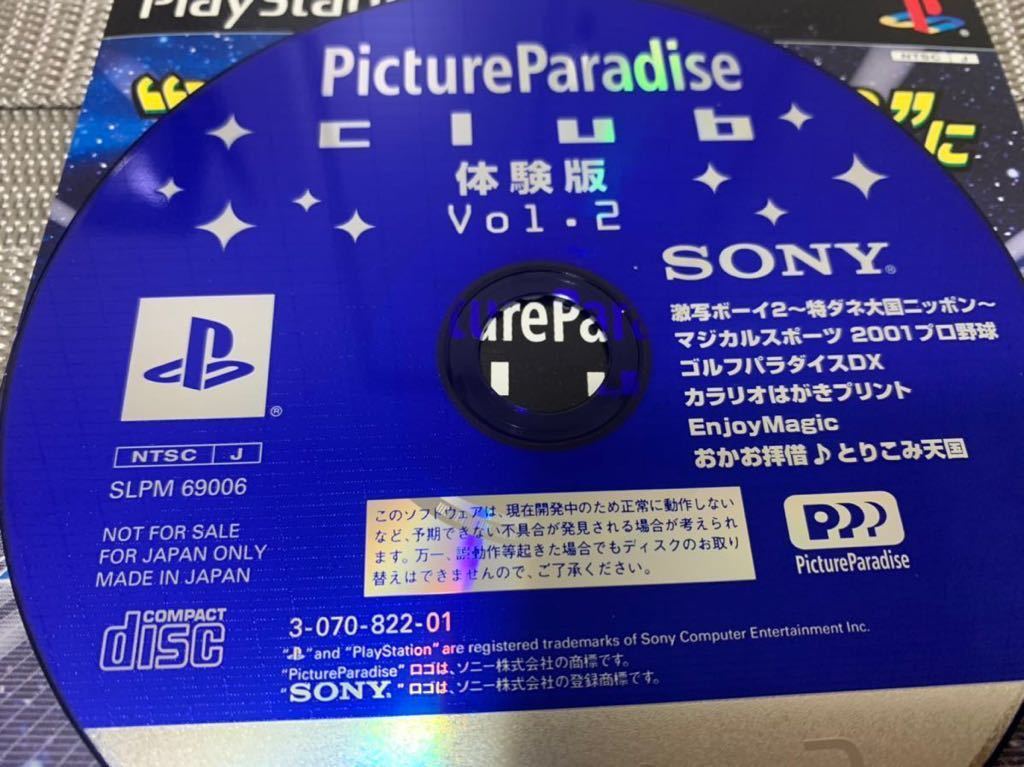 PlayStation
NTSC J
に
PictureParadise
club
体験版
Vol.2
SONY®
激写ボーイ2〜特ダネ大国ニッポン〜
マジカルスポーツ 2001プロ野球
ゴルフパラダイスDX
カラリオはがきプリント
EnjoyMagic
おかお拝借♪とりこみ天国
®
NTSC J
SLPM 69006
NOT FOR SALE
FOR JAPAN ONLY
MADE IN JAPAN
このソフトウェアは、現在開発中のため正常に動作しない
など、予期できない不具合が発見される場合が考えられ
ます。万一、誤動作等起きた場合でもディスクのお取り
替えはできませんので、ご了承ください。
PPP
PictureParadise
COMPACT
disc
3-070-822-01
"PS" and "PlayStation" are registered trademarks of Sony Computer Entertainment Inc.
"PictureParadise" ロゴは、ソニー株式会社の商標です。
"SONY" ロゴは、ソニー株式会社の登録商標です。